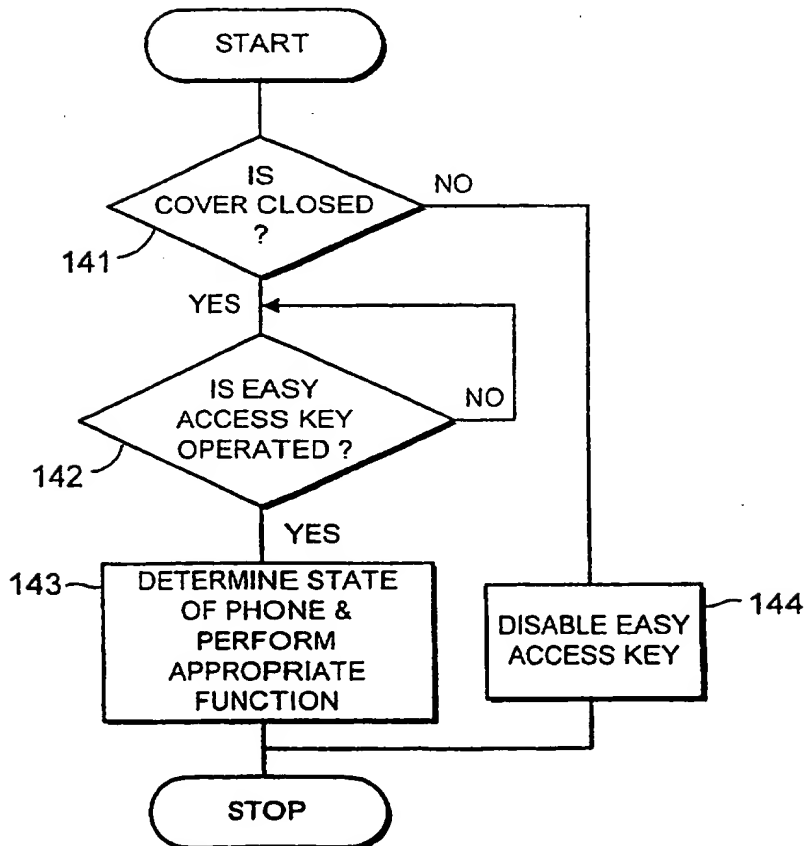 START
IS
COVER CLOSED
?
NO
141
YES
IS EASY
ACCESS KEY
OPERATED ?
NO
142
YES
143
DETERMINE STATE
OF PHONE &
PERFORM
APPROPRIATE
FUNCTION
DISABLE EASY
ACCESS KEY
144
STOP